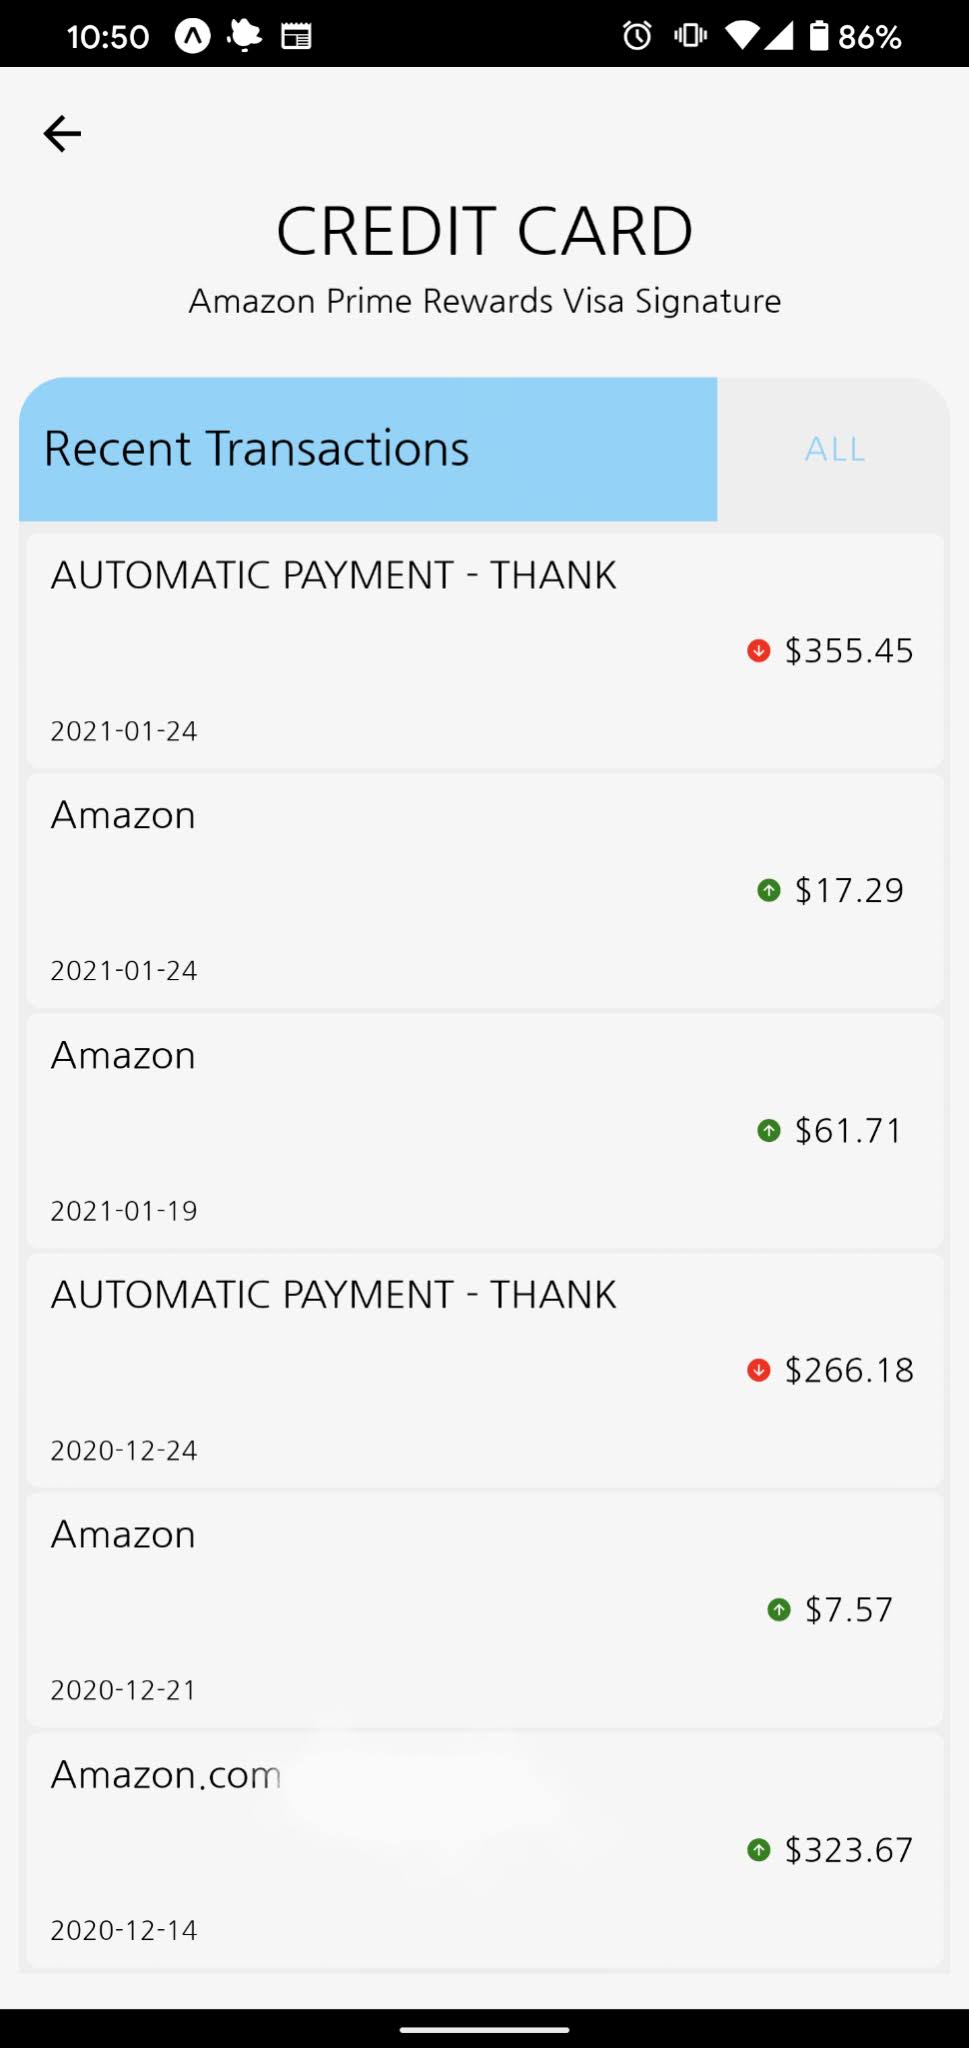 10:50 86%
CREDIT CARD
Amazon Prime Rewards Visa Signature
Recent Transactions ALL
AUTOMATIC PAYMENT - THANK
$355.45
2021-01-24
Amazon
$17.29
2021-01-24
Amazon
$61.71
2021-01-19
AUTOMATIC PAYMENT - THANK
$266.18
2020-12-24
Amazon
$7.57
2020-12-21
Amazon.com
$323.67
2020-12-14